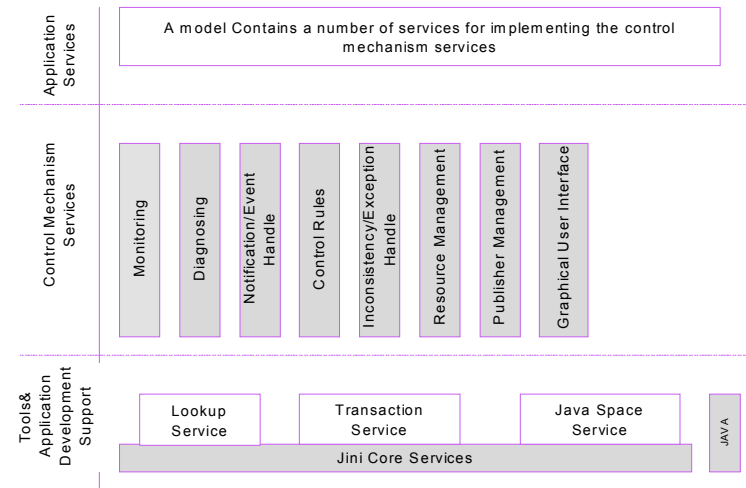 Application
Services
A model Contains a number of services for implementing the control
mechanism services
Control Mechanism
Services
Monitoring
Diagnosing
Notification/Event
Handle
Control Rules
Inconsistency/Exception
Handle
Resource Management
Publisher Management
Graphical User Interface
Tools&
Application
Development
Support
Lookup
Service
Transaction
Service
Java Space
Service
Jini Core Services
JAVA